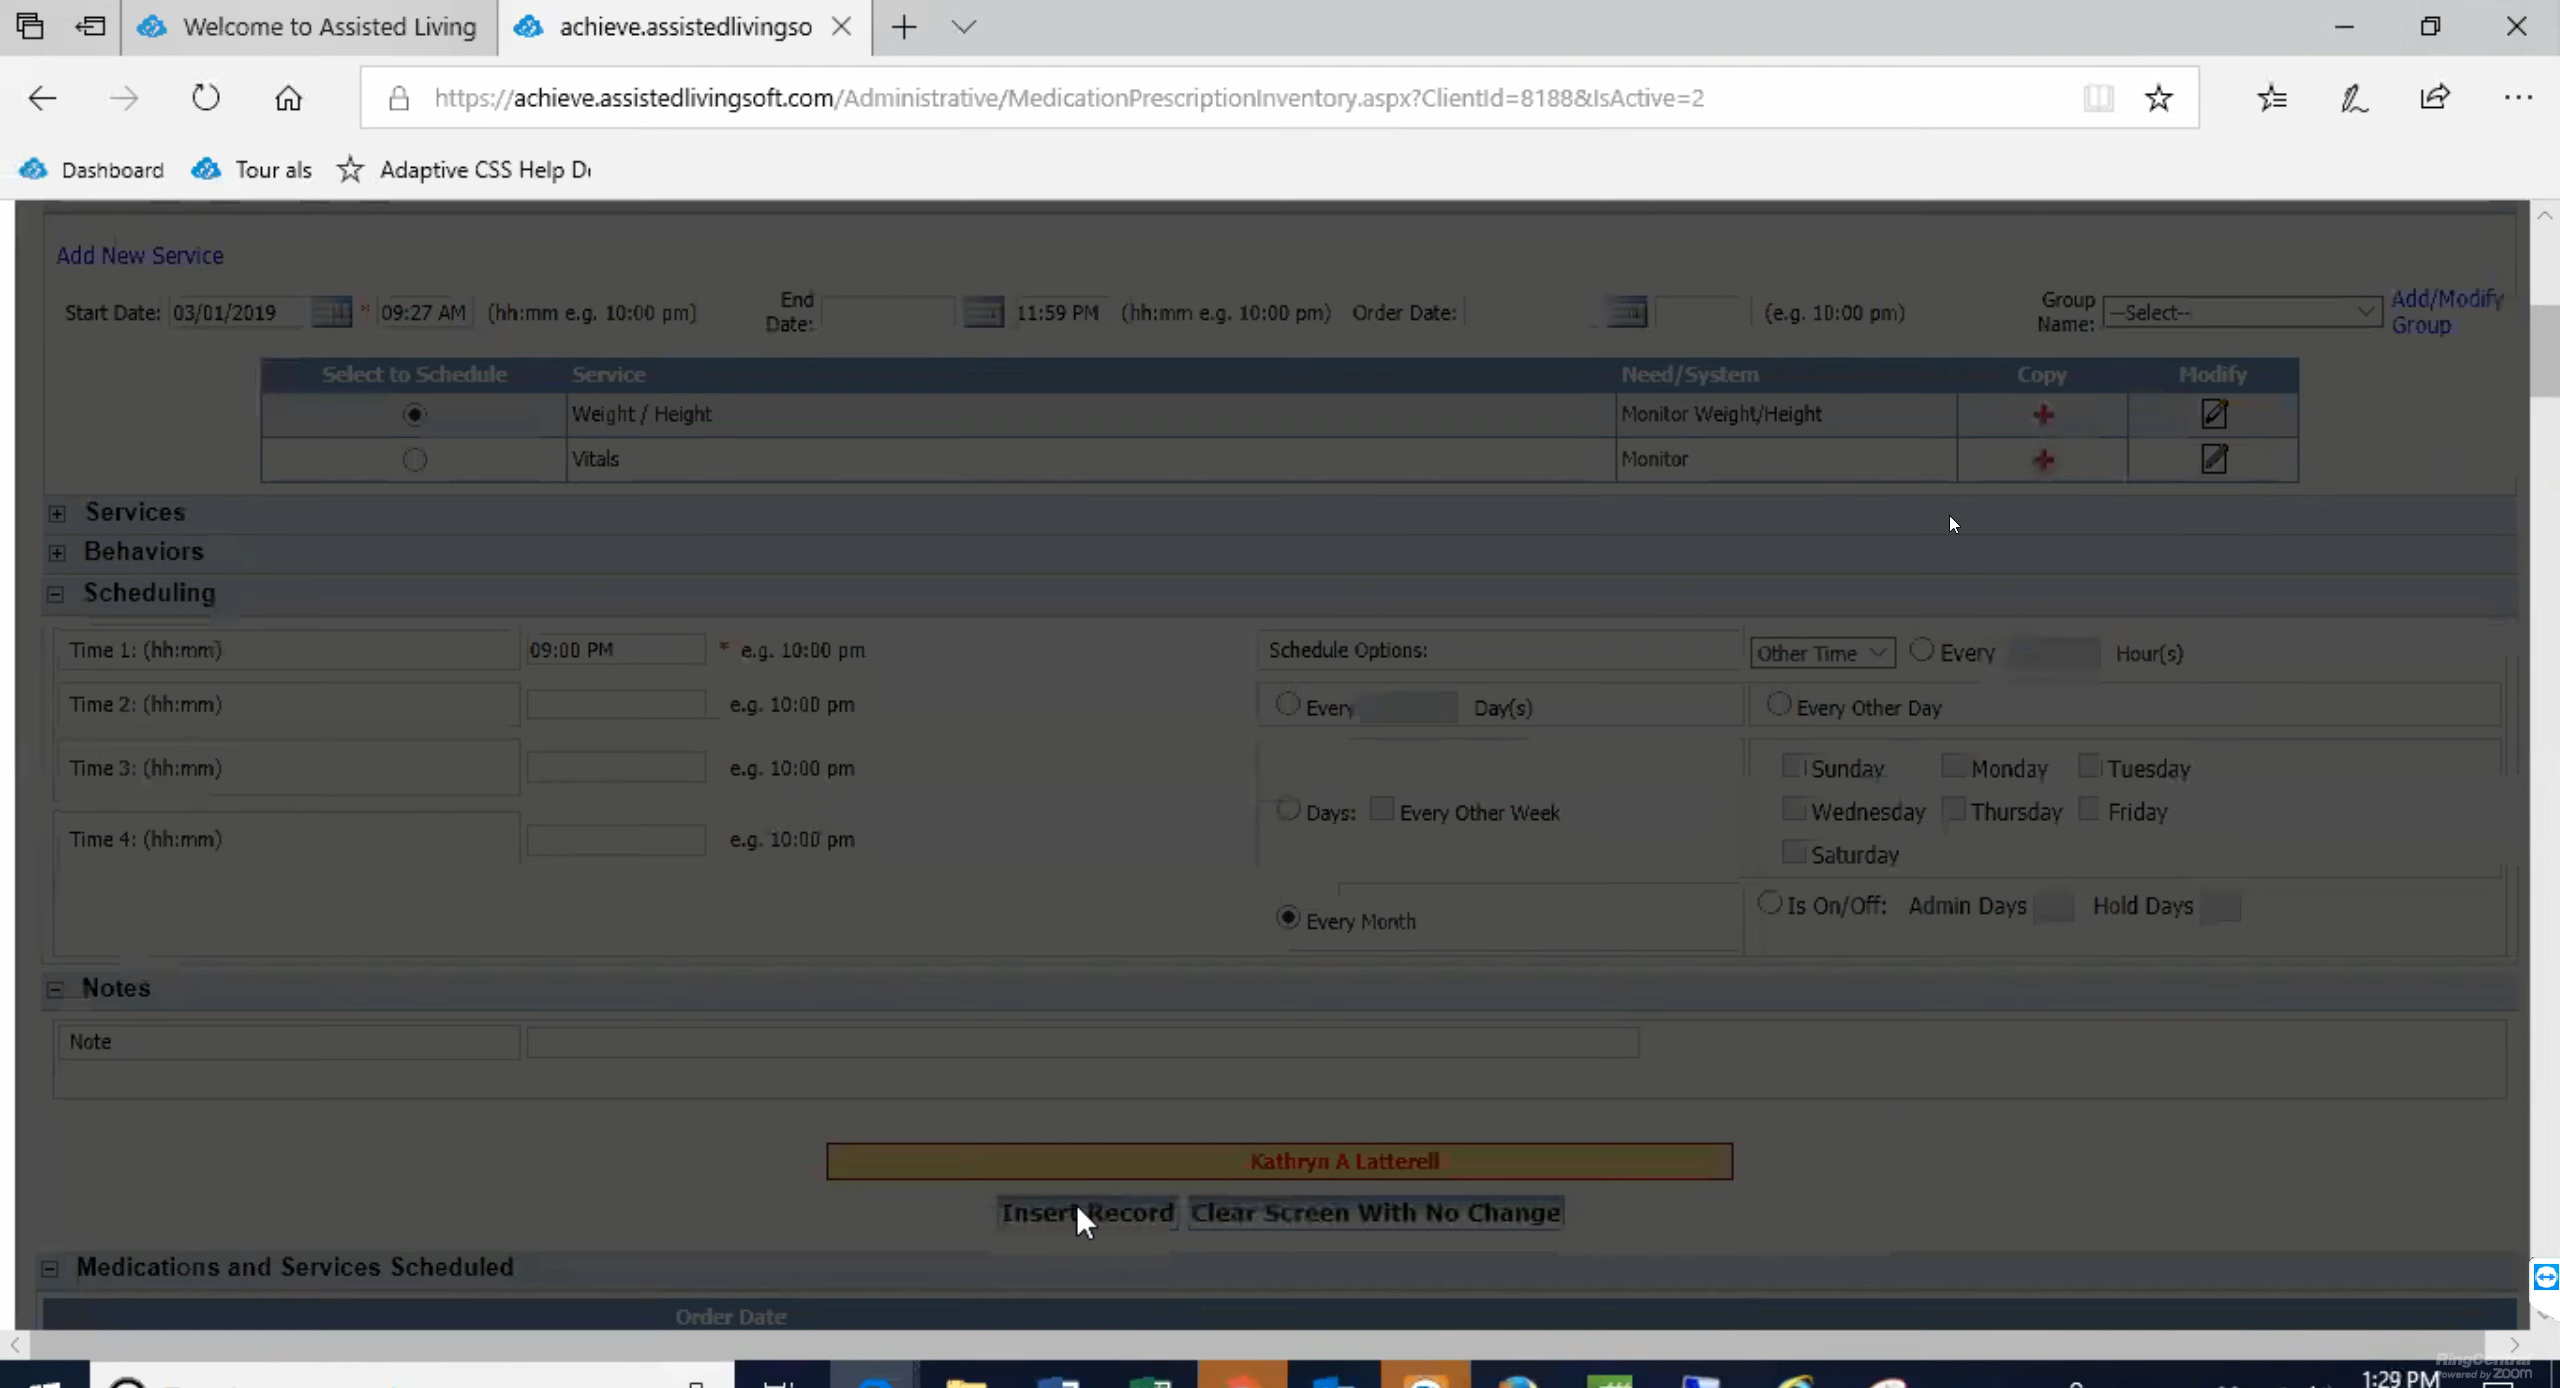 Welcome to Assisted Living
achieve.assistedlivingso
https://achieve.assistedlivingsoft.com/Administrative/MedicationPrescriptionInventory.aspx?ClientId=8188&IsActive=2
Dashboard Tour als Adaptive CSS Help D
Add New Service
Start Date: 03/01/2019 * 09:27 AM (hh:mm e.g. 10:00 pm) End Date: 11:59 PM (hh:mm e.g. 10:00 pm) Order Date: (e.g. 10:00 pm) Group Name: --Select-- Add/Modify Group
Select to Schedule Service Need/System Copy Modify
Weight / Height Monitor Weight/Height
Vitals Monitor
Services
Behaviors
Scheduling
Time 1: (hh:mm) 09:00 PM * e.g. 10:00 pm Schedule Options: Other Time Every Hour(s)
Time 2: (hh:mm) e.g. 10:00 pm Every Day(s) Every Other Day
Time 3: (hh:mm) e.g. 10:00 pm Sunday Monday Tuesday
Days: Every Other Week Wednesday Thursday Friday
Time 4: (hh:mm) e.g. 10:00 pm Saturday
Every Month Is On/Off: Admin Days Hold Days
Notes
Note
Kathryn A Latterell
Insert Record Clear Screen With No Change
Medications and Services Scheduled
Order Date
RingCentral
Powered by zoom
1:29 PM